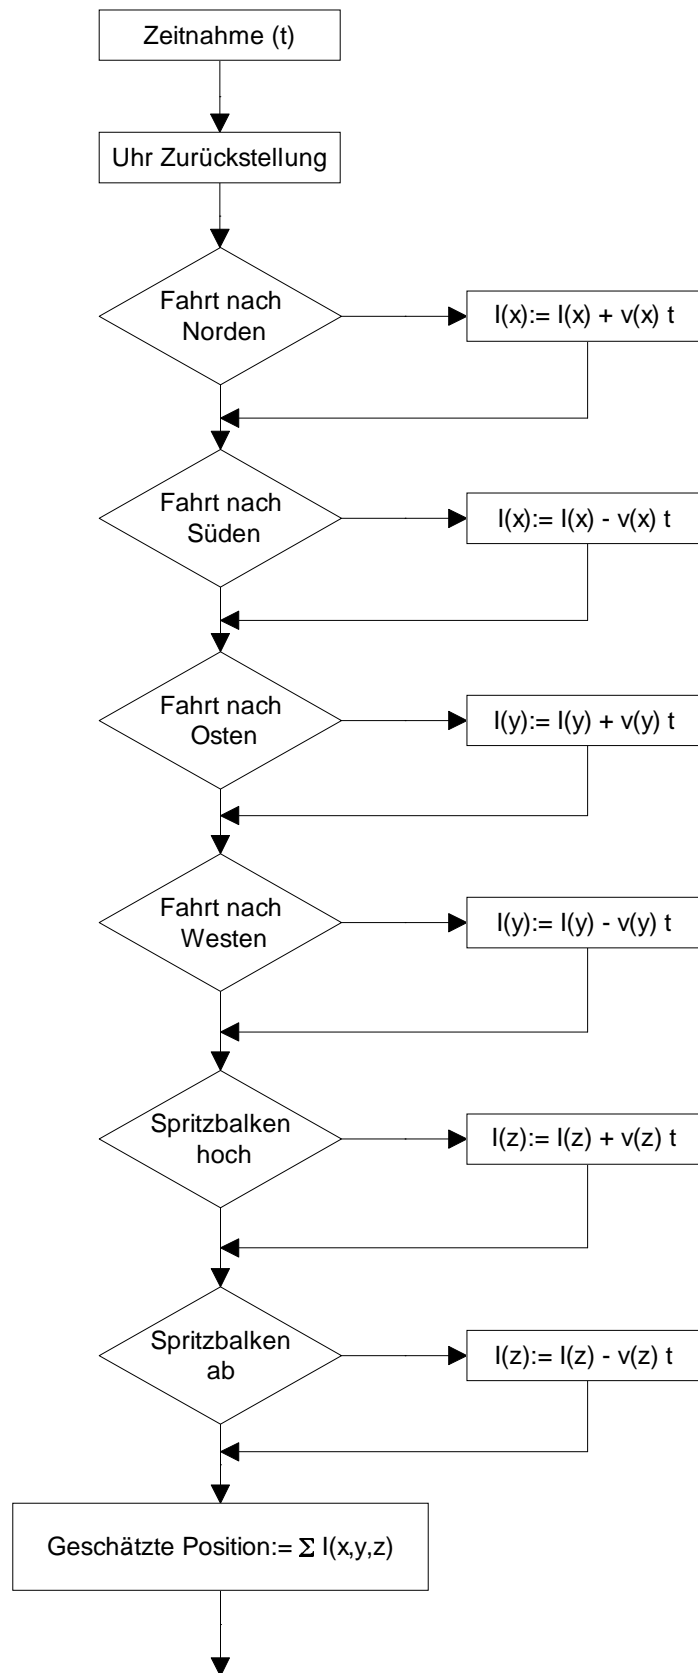 Zeitnahme (t)
Uhr Zurückstellung
Fahrt nach
Norden
I(x):= I(x) + v(x) t
Fahrt nach
Süden
I(x):= I(x) - v(x) t
Fahrt nach
Osten
I(y):= I(y) + v(y) t
Fahrt nach
Westen
I(y):= I(y) - v(y) t
Spritzbalken
hoch
I(z):= I(z) + v(z) t
Spritzbalken
ab
I(z):= I(z) - v(z) t
Geschätzte Position:= Σ I(x,y,z)